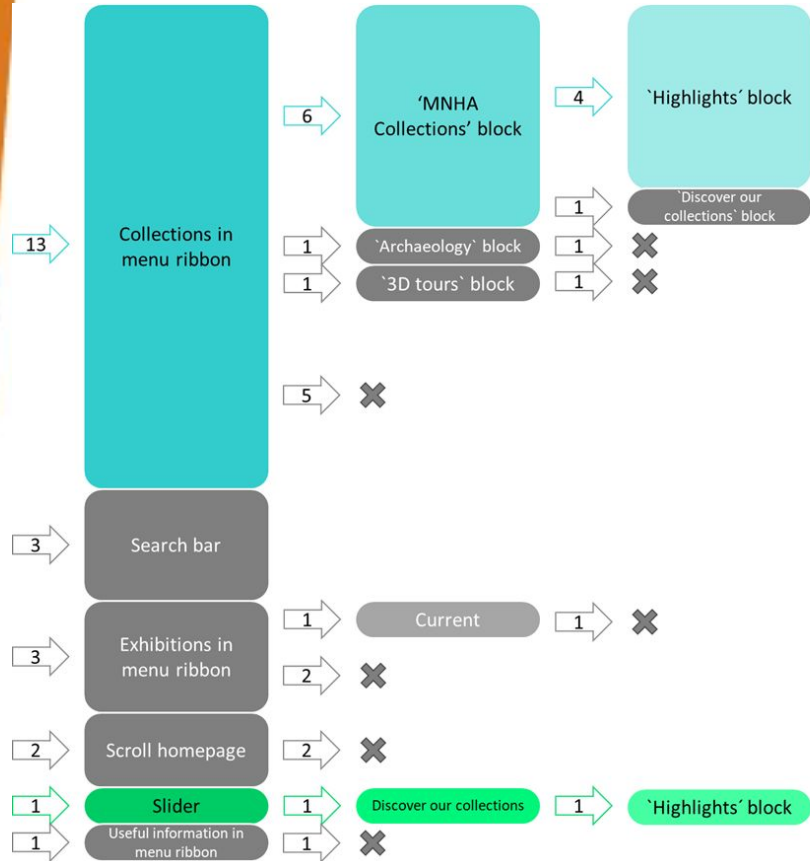 6
'MNHA
Collections' block
4
`Highlights´ block
1
`Discover our
collections` block
13
Collections in
menu ribbon
1
`Archaeology` block
1
1
`3D tours` block
1
5
3
Search bar
3
Exhibitions in
menu ribbon
1
Current
1
2
2
Scroll homepage
2
1
Slider
1
Discover our collections
1
`Highlights´ block
1
Useful information in
menu ribbon
1